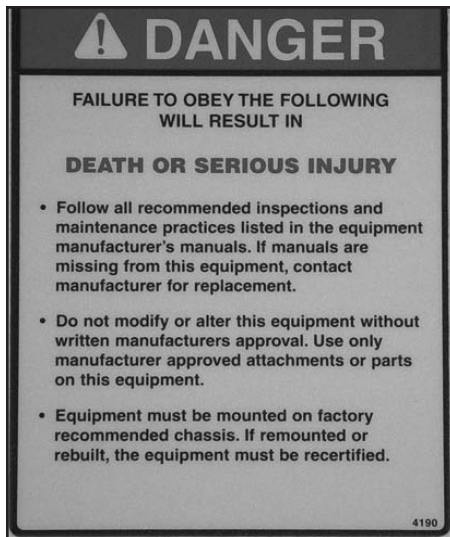 DANGER
FAILURE TO OBEY THE FOLLOWING
WILL RESULT IN
DEATH OR SERIOUS INJURY
• Follow all recommended inspections and
maintenance practices listed in the equipment
manufacturer's manuals. If manuals are
missing from this equipment, contact
manufacturer for replacement.
• Do not modify or alter this equipment without
written manufacturers approval. Use only
manufacturer approved attachments or parts
on this equipment.
• Equipment must be mounted on factory
recommended chassis. If remounted or
rebuilt, the equipment must be recertified.
4190